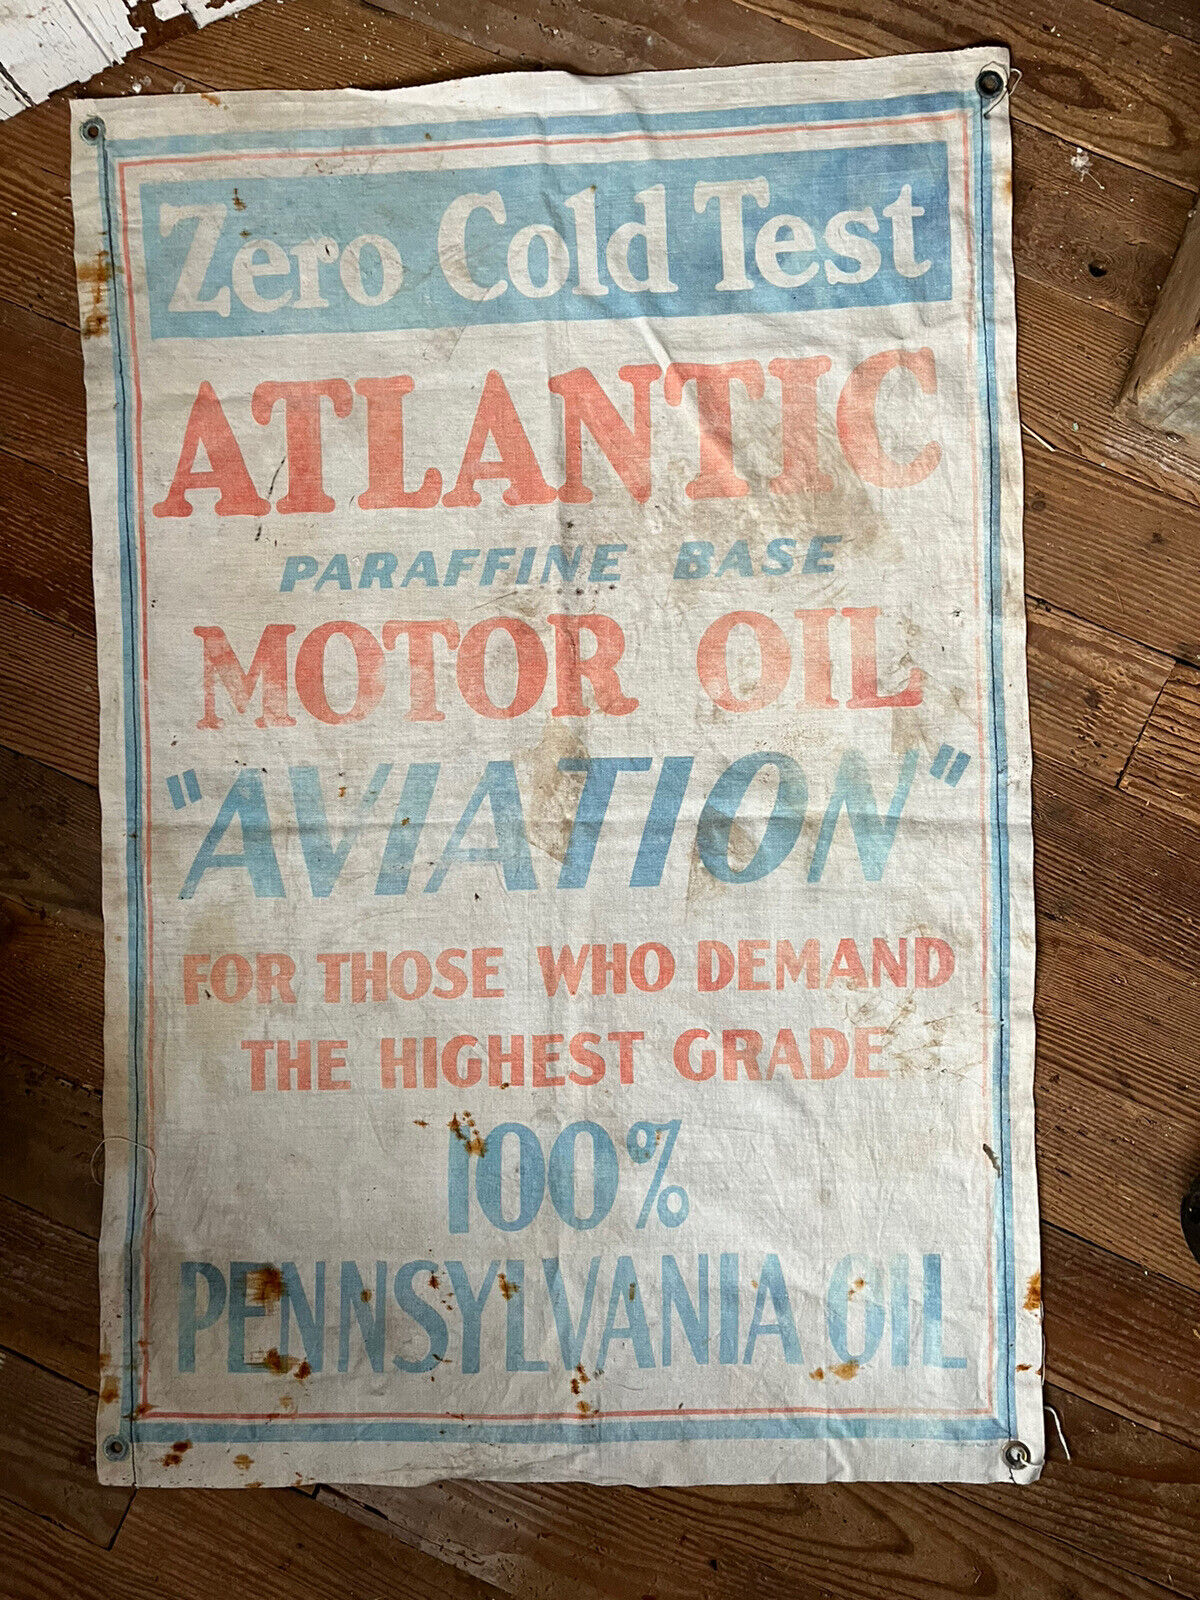 Zero Cold Test
ATLANTIC
PARAFFINE BASE
MOTOR OIL
"AVIATION"
FOR THOSE WHO DEMAND
THE HIGHEST GRADE
100%
PENNSYLVANIA OIL